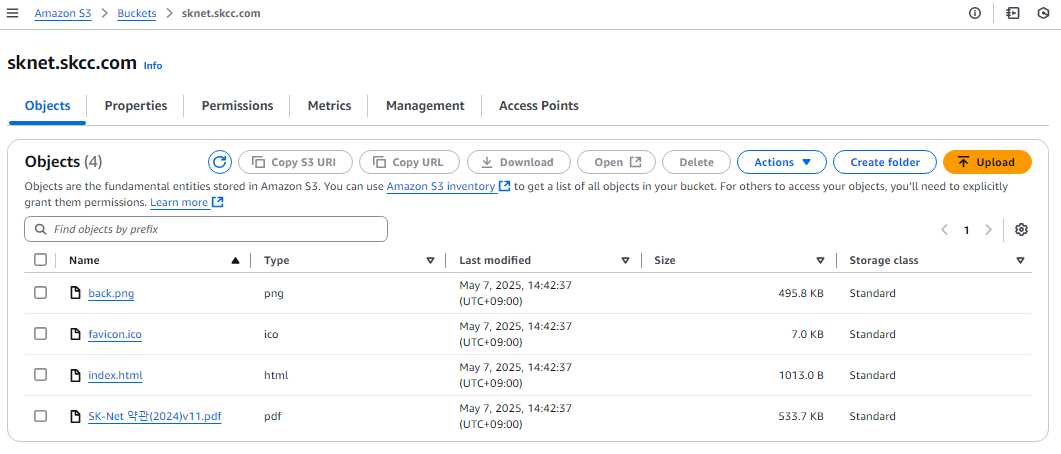 Amazon S3 > Buckets > sknet.skcc.com
sknet.skcc.com Info
Objects Properties Permissions Metrics Management Access Points
Objects (4) Copy S3 URI Copy URL Download Open Delete Actions Create folder Upload
Objects are the fundamental entities stored in Amazon S3. You can use Amazon S3 inventory to get a list of all objects in your bucket. For others to access your objects, you'll need to explicitly
grant them permissions. Learn more
Find objects by prefix 1
Name Type Last modified Size Storage class
back.png png May 7, 2025, 14:42:37 (UTC+09:00) 495.8 KB Standard
favicon.ico ico May 7, 2025, 14:42:37 (UTC+09:00) 7.0 KB Standard
index.html html May 7, 2025, 14:42:37 (UTC+09:00) 1013.0 B Standard
SK-Net 약관(2024)v11.pdf pdf May 7, 2025, 14:42:37 (UTC+09:00) 533.7 KB Standard